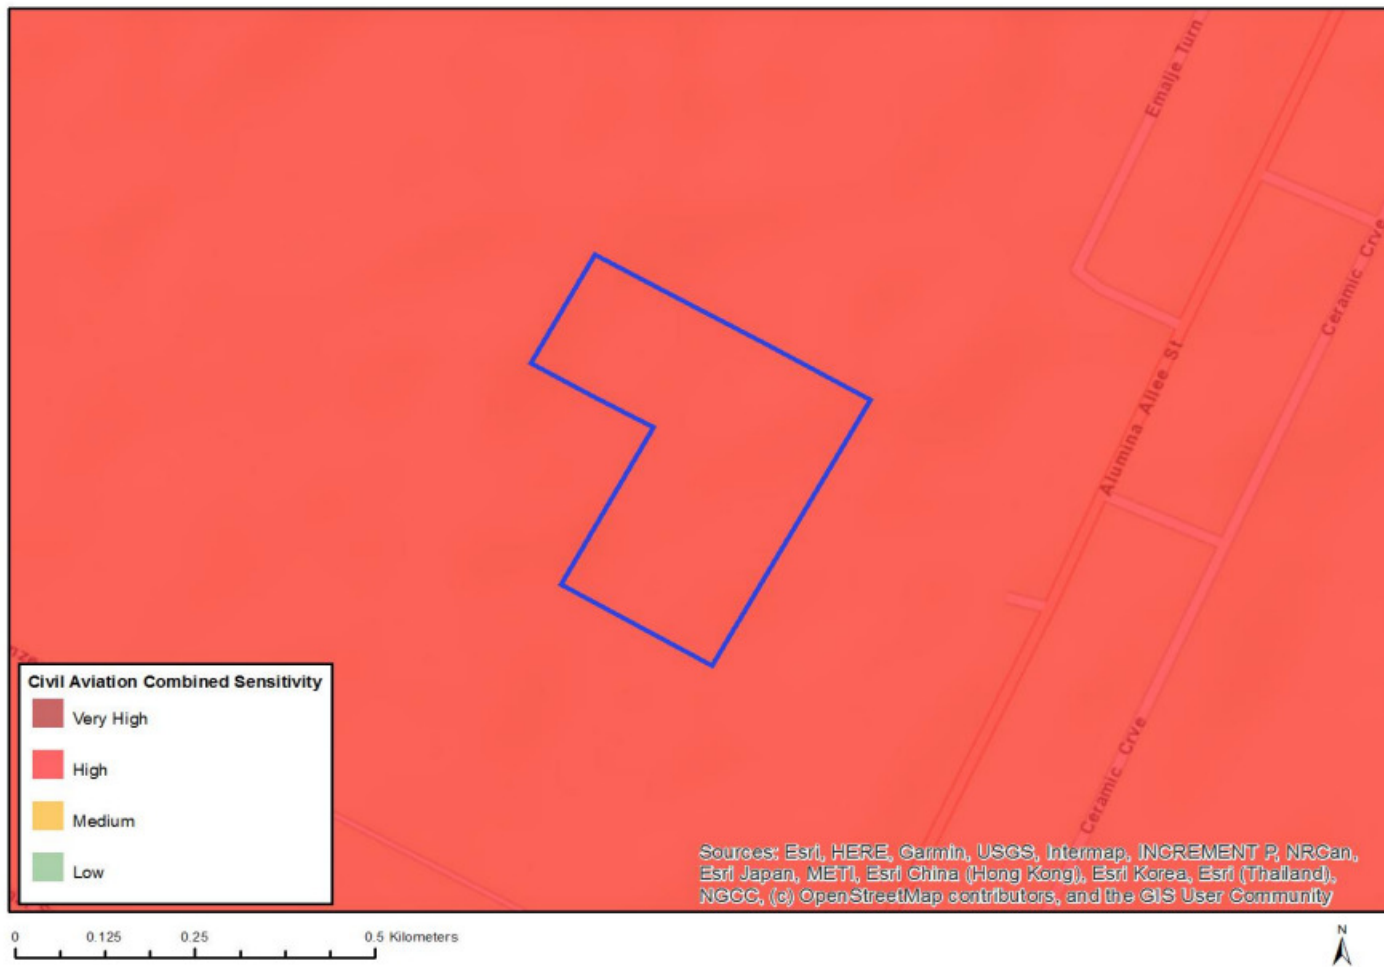 Emalje Turn
Ceramic Crve
Alumina Allee St
Ceramic Crve
Civil Aviation Combined Sensitivity
Very High
High
Medium
Low
Sources: Esri, HERE, Garmin, USGS, Intermap, INCREMENT P, NRCan,
Esri Japan, METI, Esri China (Hong Kong), Esri Korea, Esri (Thailand),
NGCC, (c) OpenStreetMap contributors, and the GIS User Community
0 0.125 0.25 0.5 Kilometers
N